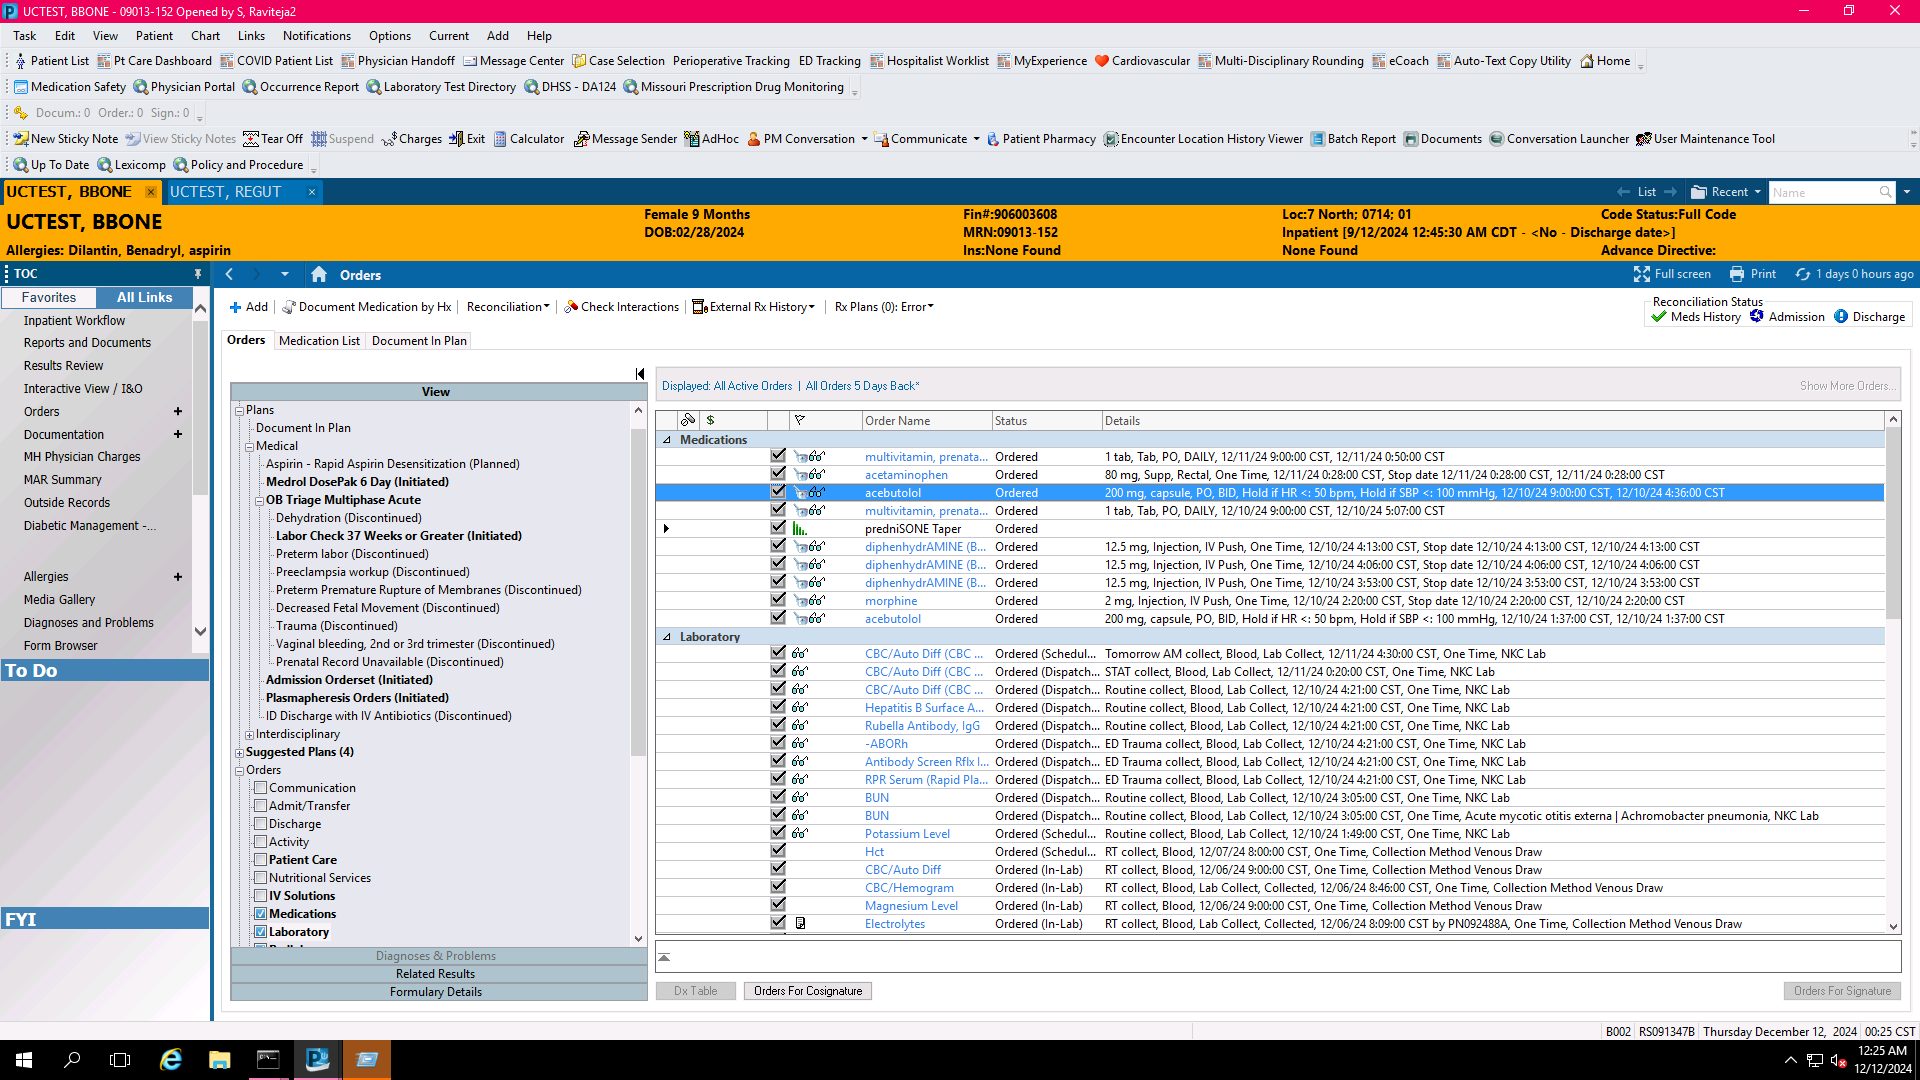 UCTEST, BBONE - 09013-152 Opened by S, Raviteja2
Task Edit View Patient Chart Links Notifications Options Current Add Help
Patient List Pt Care Dashboard COVID Patient List Physician Handoff Message Center Case Selection Perioperative Tracking ED Tracking Hospitalist Worklist MyExperience Cardiovascular Multi-Disciplinary Rounding eCoach Auto-Text Copy Utility Home
Medication Safety Physician Portal Occurrence Report Laboratory Test Directory DHSS - DA124 Missouri Prescription Drug Monitoring
Docum.: 0 Order.: 0 Sign.: 0
New Sticky Note View Sticky Notes Tear Off Suspend Charges Exit Calculator Message Sender AdHoc PM Conversation Communicate Patient Pharmacy Encounter Location History Viewer Batch Report Documents Conversation Launcher User Maintenance Tool
Up To Date Lexicomp Policy and Procedure
UCTEST, BBONE UCTEST, REGUT List Recent Name
UCTEST, BBONE
Allergies: Dilantin, Benadryl, aspirin
Female 9 Months
DOB:02/28/2024
Fin#:906003608
MRN:09013-152
Ins:None Found
Loc:7 North; 0714; 01
Inpatient [9/12/2024 12:45:30 AM CDT - <No - Discharge date>]
None Found
Code Status:Full Code
Advance Directive:
TOC
Favorites All Links
Inpatient Workflow
Reports and Documents
Results Review
Interactive View / I&O
Orders +
Documentation +
MH Physician Charges
MAR Summary
Outside Records
Diabetic Management -...
Allergies +
Media Gallery
Diagnoses and Problems
Form Browser
To Do
FYI
Orders Full screen Print 1 days 0 hours ago
Add Document Medication by Hx Reconciliation Check Interactions External Rx History Rx Plans (0): Error
Reconciliation Status
Meds History Admission Discharge
Orders Medication List Document In Plan
View
Plans
Document In Plan
Medical
Aspirin - Rapid Aspirin Desensitization (Planned)
Medrol DosePak 6 Day (Initiated)
OB Triage Multiphase Acute
Dehydration (Discontinued)
Labor Check 37 Weeks or Greater (Initiated)
Preterm labor (Discontinued)
Preeclampsia workup (Discontinued)
Preterm Premature Rupture of Membranes (Discontinued)
Decreased Fetal Movement (Discontinued)
Trauma (Discontinued)
Vaginal bleeding, 2nd or 3rd trimester (Discontinued)
Prenatal Record Unavailable (Discontinued)
Admission Orderset (Initiated)
Plasmapheresis Orders (Initiated)
ID Discharge with IV Antibiotics (Discontinued)
Interdisciplinary
Suggested Plans (4)
Orders
Communication
Admit/Transfer
Discharge
Activity
Patient Care
Nutritional Services
IV Solutions
Medications
Laboratory
Diagnoses & Problems
Related Results
Formulary Details
Displayed: All Active Orders | All Orders 5 Days Back* Show More Orders...
$ Order Name Status Details
Medications
multivitamin, prenata... Ordered 1 tab, Tab, PO, DAILY, 12/11/24 9:00:00 CST, 12/11/24 0:50:00 CST
acetaminophen Ordered 80 mg, Supp, Rectal, One Time, 12/11/24 0:28:00 CST, Stop date 12/11/24 0:28:00 CST, 12/11/24 0:28:00 CST
acebutolol Ordered 200 mg, capsule, PO, BID, Hold if HR <: 50 bpm, Hold if SBP <: 100 mmHg, 12/10/24 9:00:00 CST, 12/10/24 4:36:00 CST
multivitamin, prenata... Ordered 1 tab, Tab, PO, DAILY, 12/10/24 9:00:00 CST, 12/10/24 5:07:00 CST
predniSONE Taper Ordered
diphenhydrAMINE (B... Ordered 12.5 mg, Injection, IV Push, One Time, 12/10/24 4:13:00 CST, Stop date 12/10/24 4:13:00 CST, 12/10/24 4:13:00 CST
diphenhydrAMINE (B... Ordered 12.5 mg, Injection, IV Push, One Time, 12/10/24 4:06:00 CST, Stop date 12/10/24 4:06:00 CST, 12/10/24 4:06:00 CST
diphenhydrAMINE (B... Ordered 12.5 mg, Injection, IV Push, One Time, 12/10/24 3:53:00 CST, Stop date 12/10/24 3:53:00 CST, 12/10/24 3:53:00 CST
morphine Ordered 2 mg, Injection, IV Push, One Time, 12/10/24 2:20:00 CST, Stop date 12/10/24 2:20:00 CST, 12/10/24 2:20:00 CST
acebutolol Ordered 200 mg, capsule, PO, BID, Hold if HR <: 50 bpm, Hold if SBP <: 100 mmHg, 12/10/24 1:37:00 CST, 12/10/24 1:37:00 CST
Laboratory
CBC/Auto Diff (CBC ... Ordered (Schedul... Tomorrow AM collect, Blood, Lab Collect, 12/11/24 4:30:00 CST, One Time, NKC Lab
CBC/Auto Diff (CBC ... Ordered (Dispatch... STAT collect, Blood, Lab Collect, 12/11/24 0:20:00 CST, One Time, NKC Lab
CBC/Auto Diff (CBC ... Ordered (Dispatch... Routine collect, Blood, Lab Collect, 12/10/24 4:21:00 CST, One Time, NKC Lab
Hepatitis B Surface A... Ordered (Dispatch... Routine collect, Blood, Lab Collect, 12/10/24 4:21:00 CST, One Time, NKC Lab
Rubella Antibody, IgG Ordered (Dispatch... Routine collect, Blood, Lab Collect, 12/10/24 4:21:00 CST, One Time, NKC Lab
-ABORh Ordered (Dispatch... ED Trauma collect, Blood, Lab Collect, 12/10/24 4:21:00 CST, One Time, NKC Lab
Antibody Screen Rflx I... Ordered (Dispatch... ED Trauma collect, Blood, Lab Collect, 12/10/24 4:21:00 CST, One Time, NKC Lab
RPR Serum (Rapid Pla... Ordered (Dispatch... ED Trauma collect, Blood, Lab Collect, 12/10/24 4:21:00 CST, One Time, NKC Lab
BUN Ordered (Dispatch... Routine collect, Blood, Lab Collect, 12/10/24 3:05:00 CST, One Time, NKC Lab
BUN Ordered (Dispatch... Routine collect, Blood, Lab Collect, 12/10/24 3:05:00 CST, One Time, Acute mycotic otitis externa | Achromobacter pneumonia, NKC Lab
Potassium Level Ordered (Schedul... Routine collect, Blood, Lab Collect, 12/10/24 1:49:00 CST, One Time, NKC Lab
Hct Ordered (Schedul... RT collect, Blood, 12/07/24 8:00:00 CST, One Time, Collection Method Venous Draw
CBC/Auto Diff Ordered (In-Lab) RT collect, Blood, 12/06/24 9:00:00 CST, One Time, Collection Method Venous Draw
CBC/Hemogram Ordered (In-Lab) RT collect, Blood, Lab Collect, Collected, 12/06/24 8:46:00 CST, One Time, Collection Method Venous Draw
Magnesium Level Ordered (In-Lab) RT collect, Blood, 12/06/24 9:00:00 CST, One Time, Collection Method Venous Draw
Electrolytes Ordered (In-Lab) RT collect, Blood, Lab Collect, Collected, 12/06/24 8:09:00 CST by PN092488A, One Time, Collection Method Venous Draw
Dx Table Orders For Cosignature Orders For Signature
B002 RS091347B Thursday December 12, 2024 00:25 CST
12:25 AM
12/12/2024